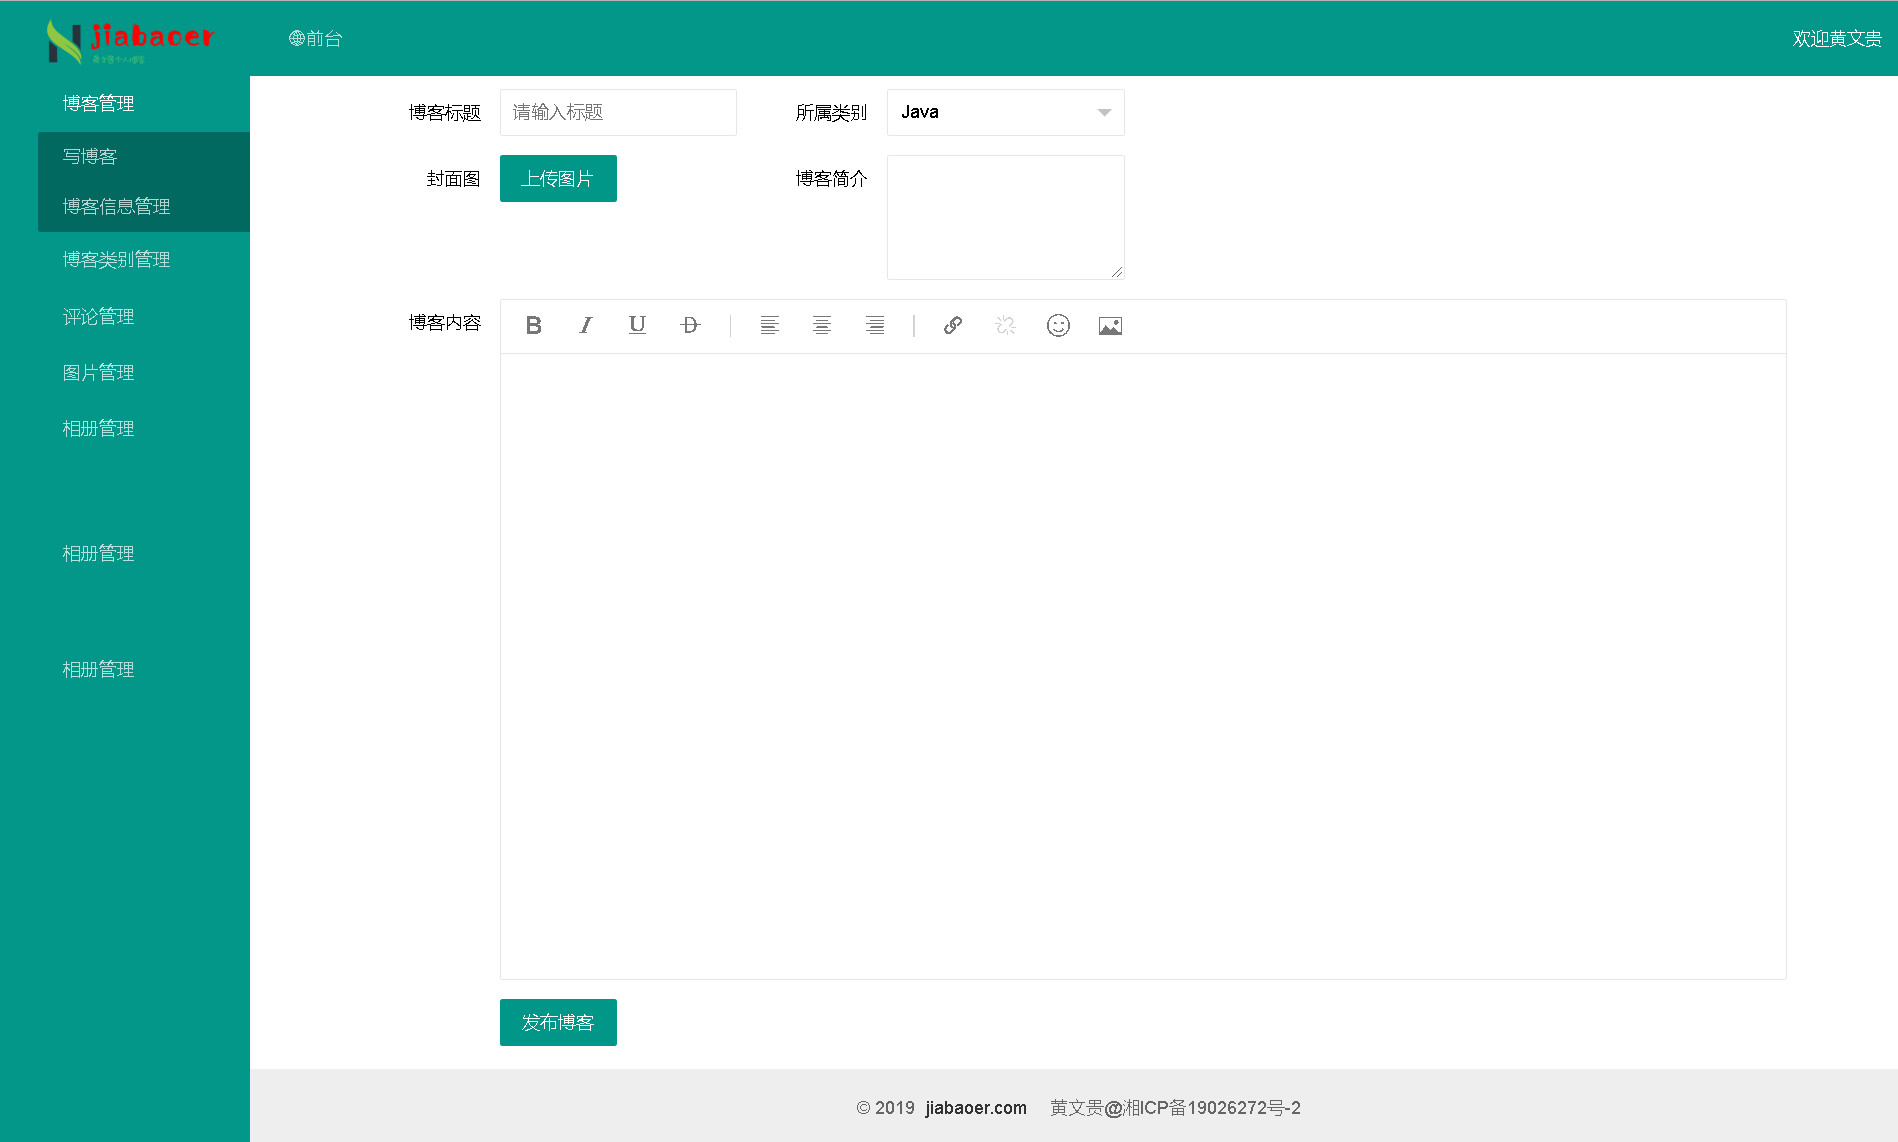 jiabaoer
前台
欢迎黄文贵
博客管理
写博客
博客信息管理
博客类别管理
评论管理
图片管理
相册管理
相册管理
相册管理
博客标题
请输入标题
所属类别
Java
封面图
上传图片
博客简介
博客内容
B I U D
发布博客
© 2019 jiabaoer.com 黄文贵@湘ICP备19026272号-2